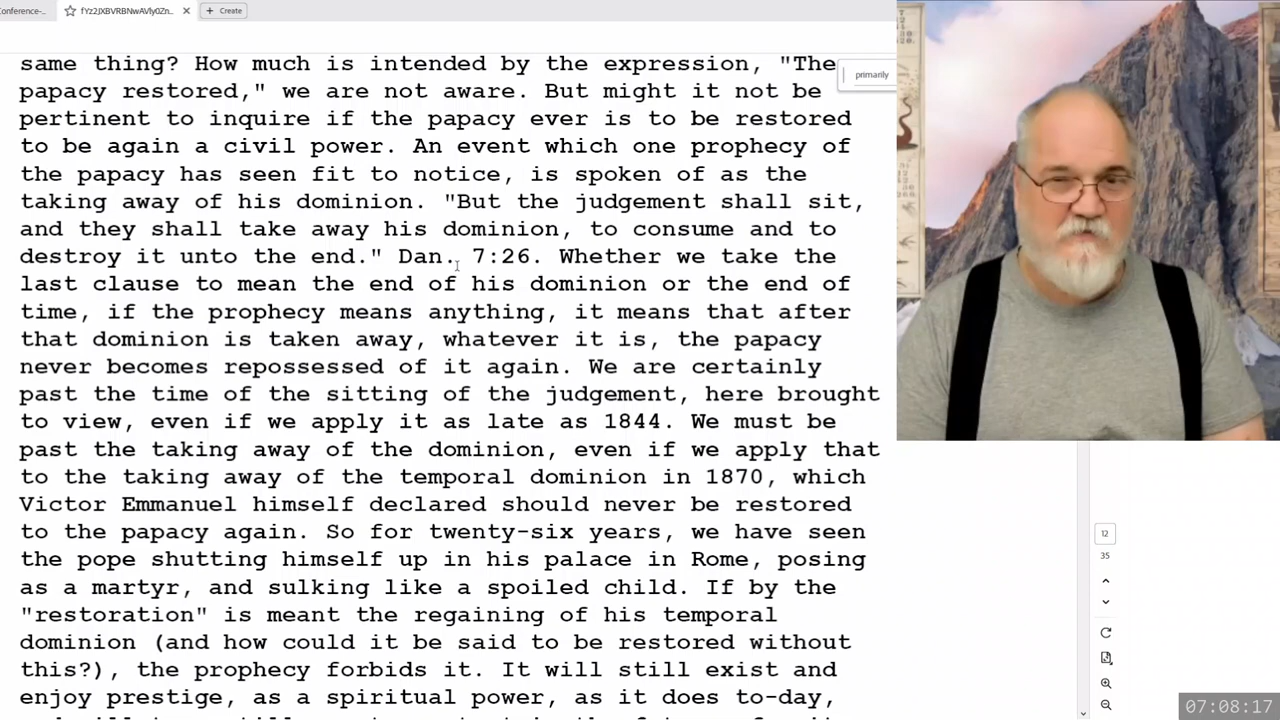 Conference-..
fYz2JXBVRBNwAVly0Zn..
Create
primarily
same thing? How much is intended by the expression, "The
papacy restored," we are not aware. But might it not be
pertinent to inquire if the papacy ever is to be restored
to be again a civil power. An event which one prophecy of
the papacy has seen fit to notice, is spoken of as the
taking away of his dominion. "But the judgement shall sit,
and they shall take away his dominion, to consume and to
destroy it unto the end." Dan. 7:26. Whether we take the
last clause to mean the end of his dominion or the end of
time, if the prophecy means anything, it means that after
that dominion is taken away, whatever it is, the papacy
never becomes repossessed of it again. We are certainly
past the time of the sitting of the judgement, here brought
to view, even if we apply it as late as 1844. We must be
past the taking away of the dominion, even if we apply that
to the taking away of the temporal dominion in 1870, which
Victor Emmanuel himself declared should never be restored
to the papacy again. So for twenty-six years, we have seen
the pope shutting himself up in his palace in Rome, posing
as a martyr, and sulking like a spoiled child. If by the
"restoration" is meant the regaining of his temporal
dominion (and how could it be said to be restored without
this?), the prophecy forbids it. It will still exist and
enjoy prestige, as a spiritual power, as it does to-day,
12
35
07:08:17